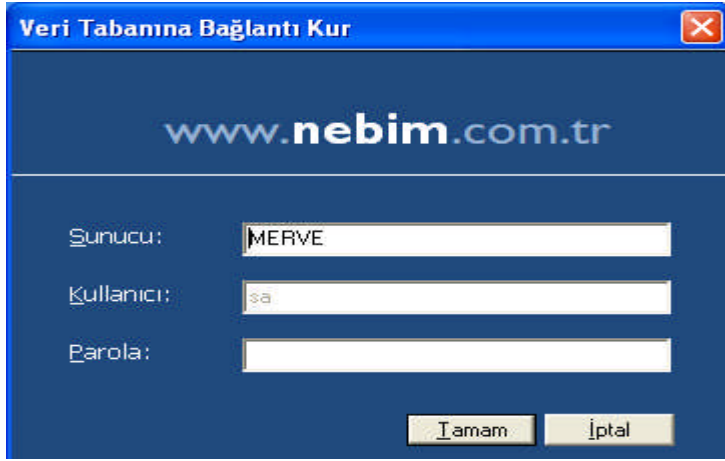 Veri Tabanına Bağlantı Kur
www.nebim.com.tr
Sunucu: MERVE
Kullanıcı: sa
Parola:
Tamam İptal